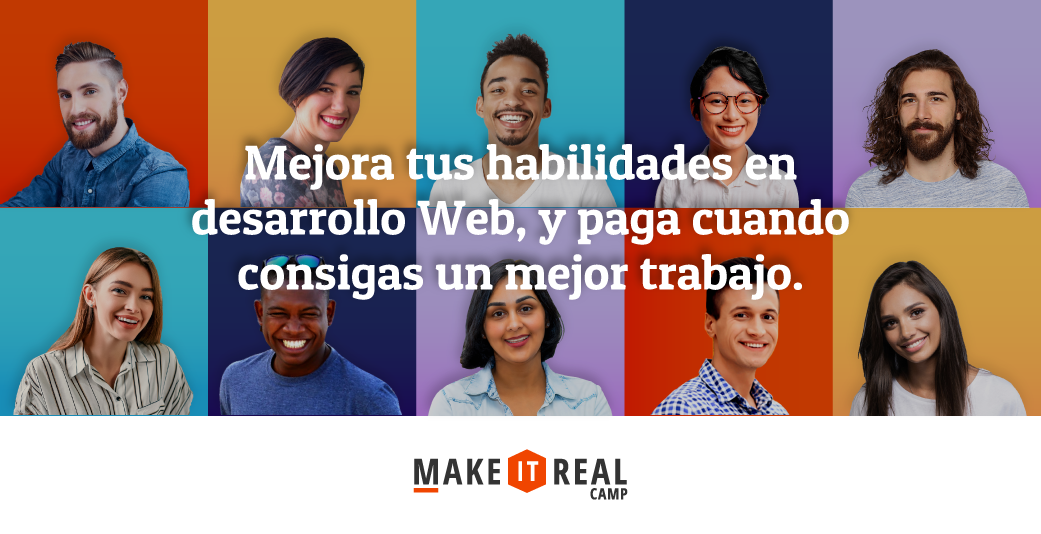 Mejora tus habilidades en
desarrollo Web, y paga cuando
consigas un mejor trabajo.
MAKE IT REAL
CAMP